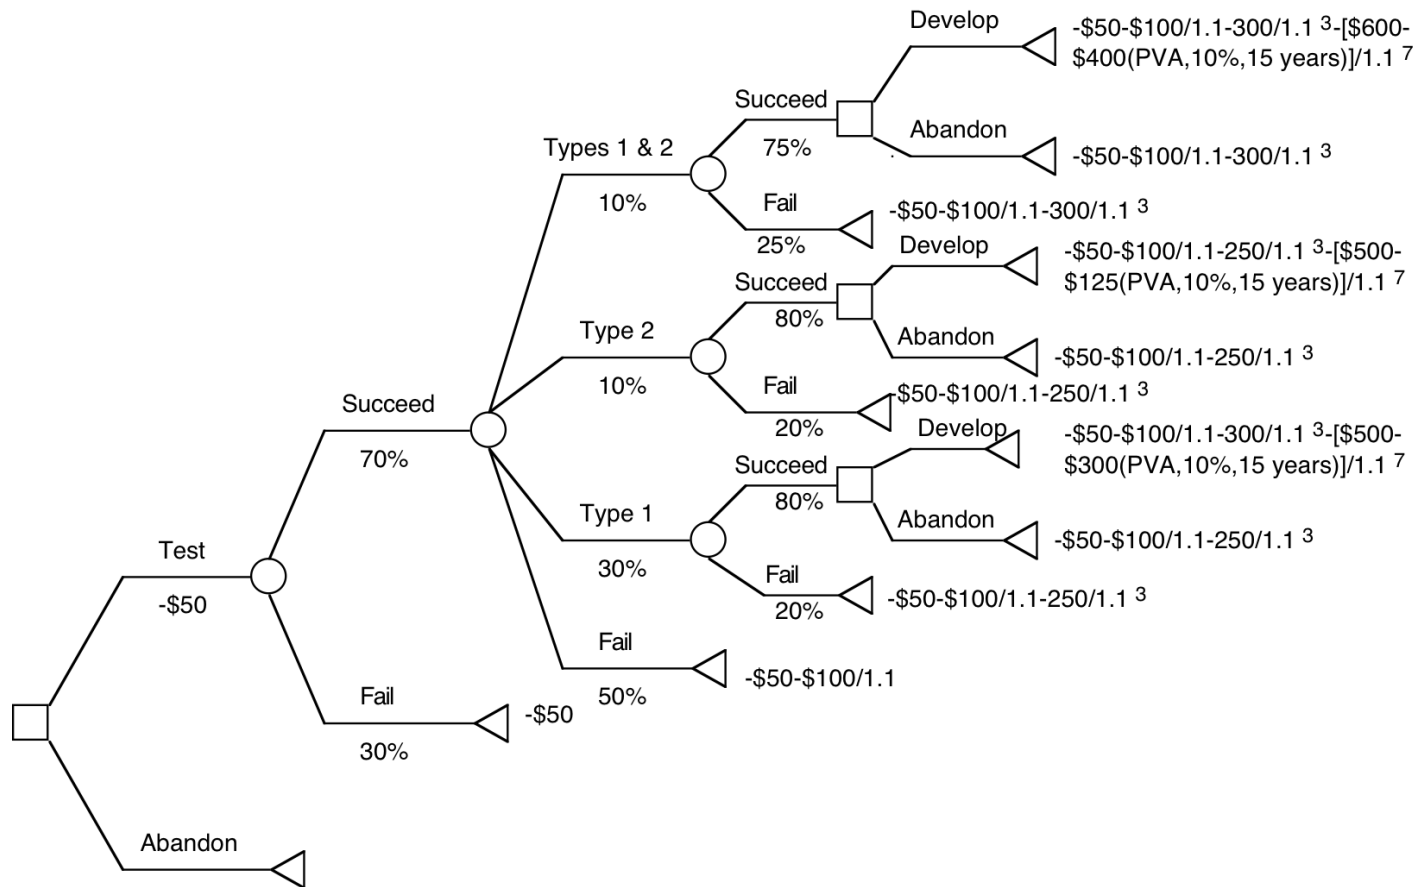 Develop
-$50-$100/1.1-300/1.1 3-[$600-
$400(PVA,10%,15 years)]/1.1 7
Succeed
75%
Abandon
-$50-$100/1.1-300/1.1 3
Types 1 & 2
10%
Fail
25%
-$50-$100/1.1-300/1.1 3
Develop
-$50-$100/1.1-250/1.1 3-[$500-
$125(PVA,10%,15 years)]/1.1 7
Succeed
80%
Type 2
10%
Abandon
-$50-$100/1.1-250/1.1 3
Fail
20%
-$50-$100/1.1-250/1.1 3
Succeed
70%
Develop
-$50-$100/1.1-300/1.1 3-[$500-
$300(PVA,10%,15 years)]/1.1 7
Succeed
80%
Type 1
30%
Abandon
-$50-$100/1.1-250/1.1 3
Test
-$50
Fail
20%
-$50-$100/1.1-250/1.1 3
Fail
50%
-$50-$100/1.1
Fail
30%
-$50
Abandon